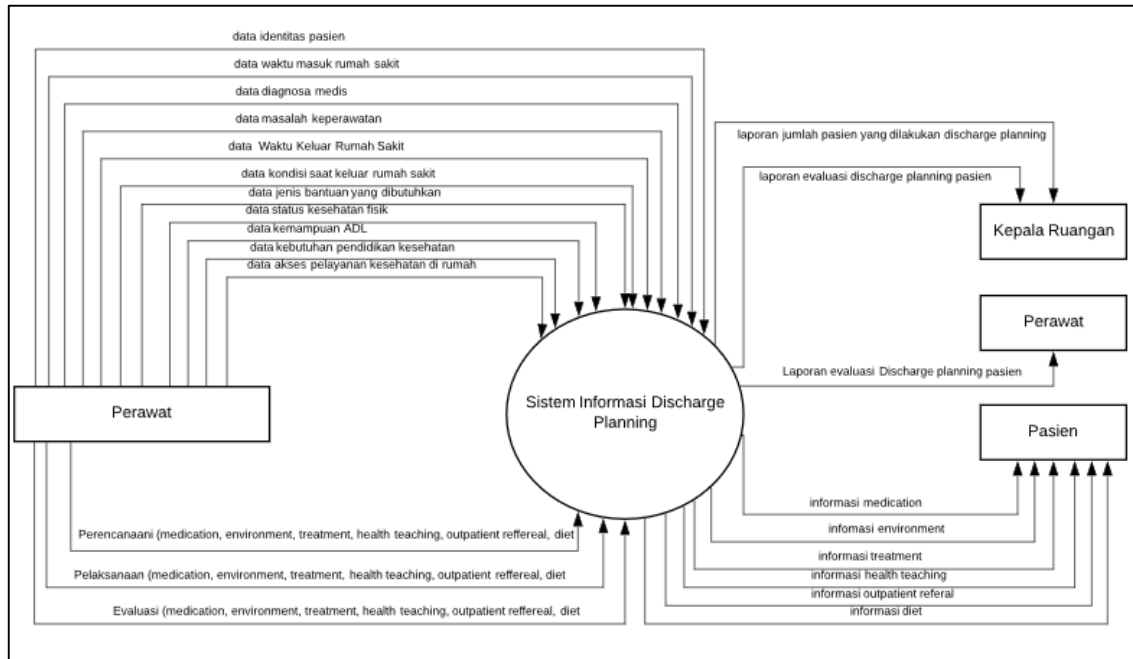 data identitas pasien
data waktu masuk rumah sakit
data diagnosa medis
data masalah keperawatan
data Waktu Keluar Rumah Sakit
data kondisi saat keluar rumah sakit
data jenis bantuan yang dibutuhkan
data status kesehatan fisik
data kemampuan ADL
data kebutuhan pendidikan kesehatan
data akses pelayanan kesehatan di rumah
laporan jumlah pasien yang dilakukan discharge planning
laporan evaluasi discharge planning pasien
Kepala Ruangan
Perawat
Laporan evaluasi Discharge planning pasien
Perawat
Sistem Informasi Discharge
Planning
Pasien
Perencanaani (medication, environment, treatment, health teaching, outpatient reffereal, diet
Pelaksanaan (medication, environment, treatment, health teaching, outpatient reffereal, diet
Evaluasi (medication, environment, treatment, health teaching, outpatient reffereal, diet
informasi medication
infomasi environment
informasi treatment
informasi health teaching
informasi outpatient referal
informasi diet